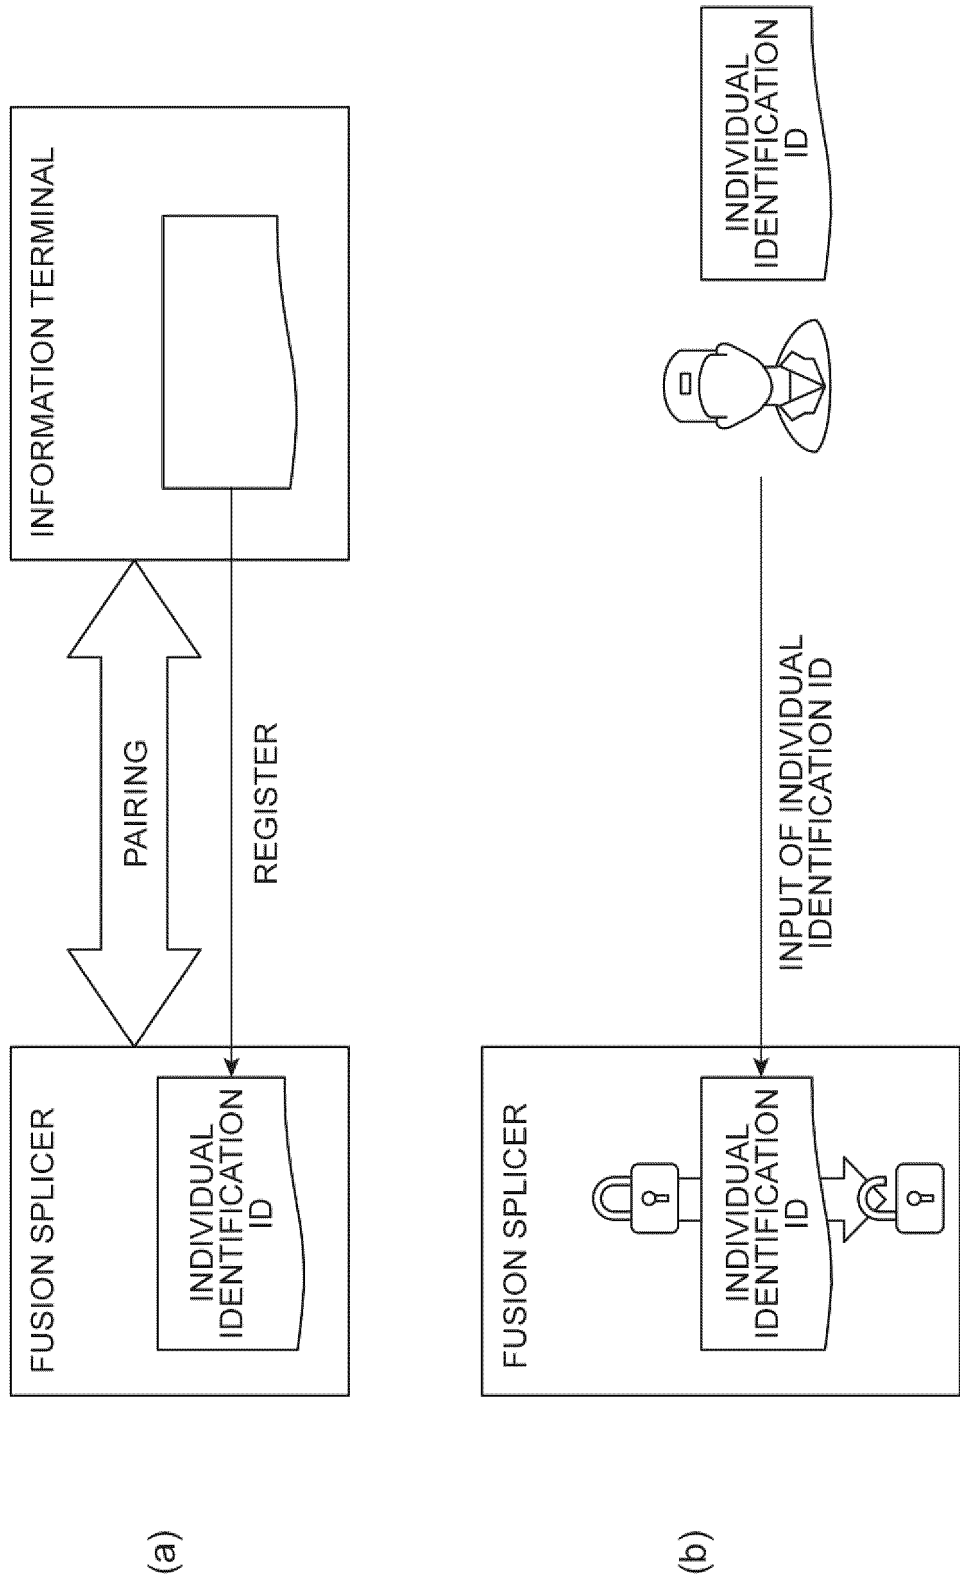 (a)
FUSION SPLICER
INDIVIDUAL
IDENTIFICATION
ID
PAIRING
REGISTER
INFORMATION TERMINAL
(b)
FUSION SPLICER
INDIVIDUAL
IDENTIFICATION
ID
INPUT OF INDIVIDUAL
IDENTIFICATION ID
INDIVIDUAL
IDENTIFICATION
ID